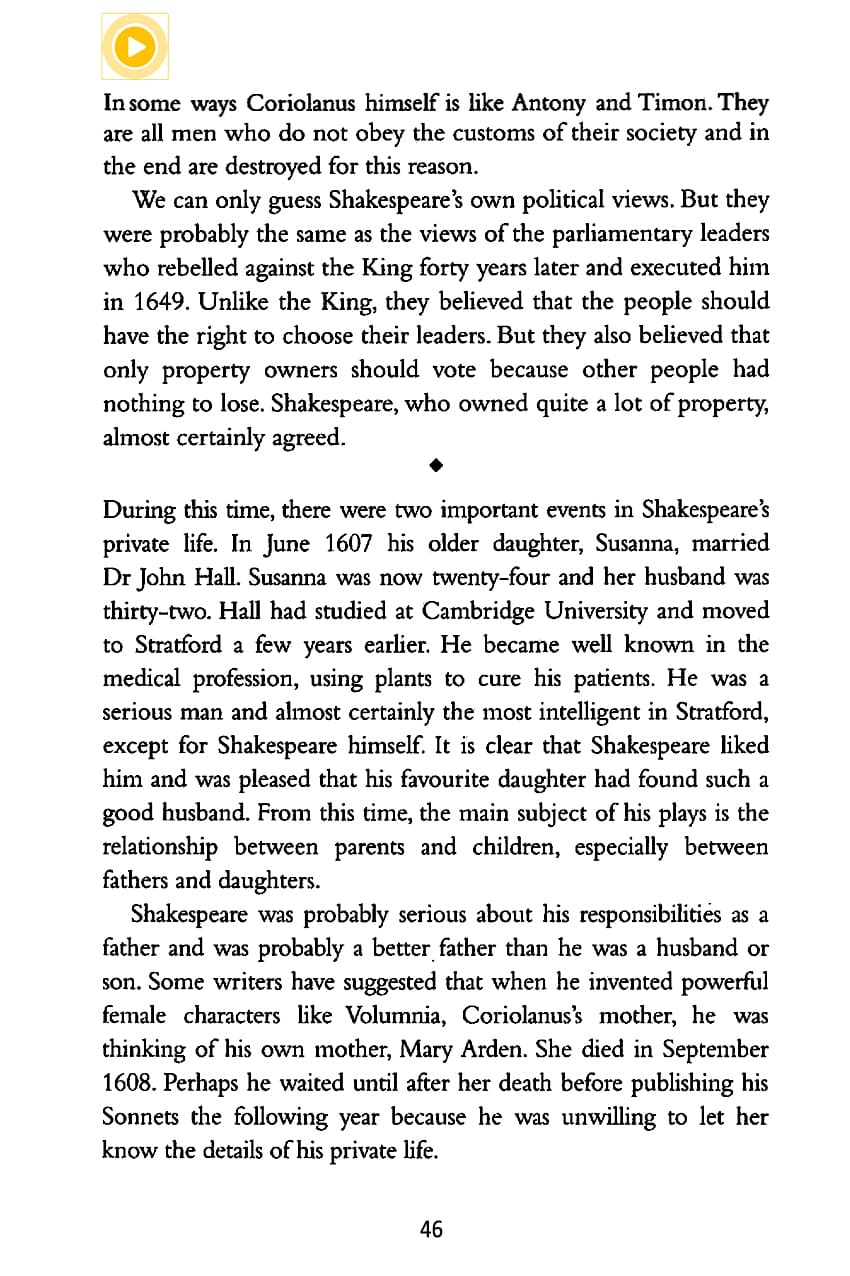 In some ways Coriolanus himself is like Antony and Timon. They
are all men who do not obey the customs of their society and in
the end are destroyed for this reason.
We can only guess Shakespeare's own political views. But they
were probably the same as the views of the parliamentary leaders
who rebelled against the King forty years later and executed him
in 1649. Unlike the King, they believed that the people should
have the right to choose their leaders. But they also believed that
only property owners should vote because other people had
nothing to lose. Shakespeare, who owned quite a lot of property,
almost certainly agreed.
◆
During this time, there were two important events in Shakespeare's
private life. In June 1607 his older daughter, Susanna, married
Dr John Hall. Susanna was now twenty-four and her husband was
thirty-two. Hall had studied at Cambridge University and moved
to Stratford a few years earlier. He became well known in the
medical profession, using plants to cure his patients. He was a
serious man and almost certainly the most intelligent in Stratford,
except for Shakespeare himself. It is clear that Shakespeare liked
him and was pleased that his favourite daughter had found such a
good husband. From this time, the main subject of his plays is the
relationship between parents and children, especially between
fathers and daughters.
Shakespeare was probably serious about his responsibilities as a
father and was probably a better father than he was a husband or
son. Some writers have suggested that when he invented powerful
female characters like Volumnia, Coriolanus's mother, he was
thinking of his own mother, Mary Arden. She died in September
1608. Perhaps he waited until after her death before publishing his
Sonnets the following year because he was unwilling to let her
know the details of his private life.
46